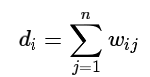 $d_i = \sum_{j=1}^{n} w_{ij}$